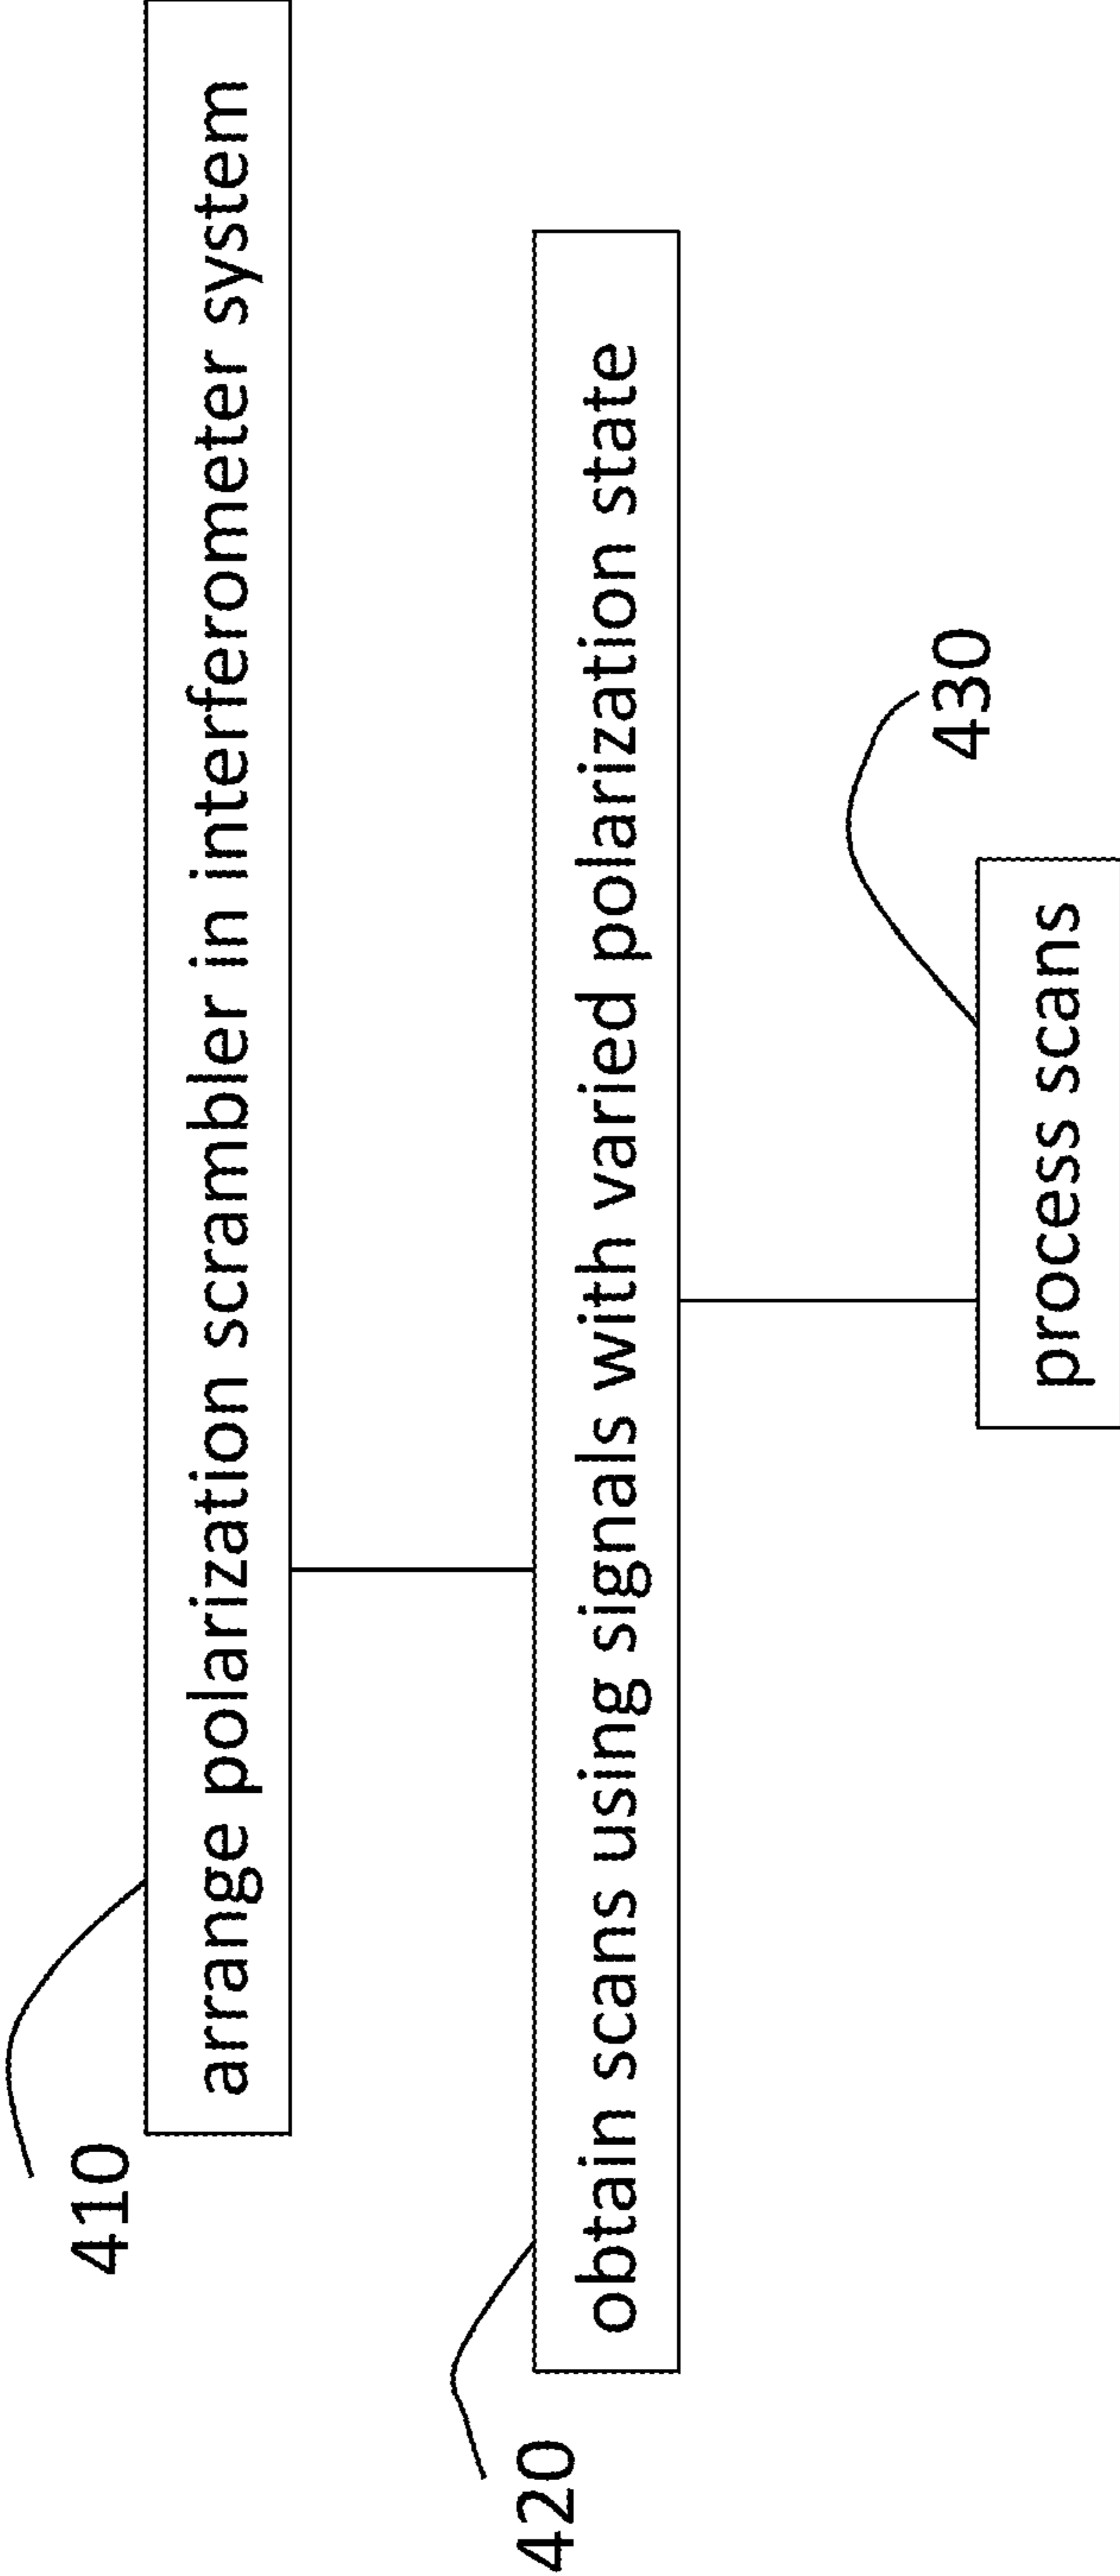 410
arrange polarization scrambler in interferometer system
420
obtain scans using signals with varied polarization state
430
process scans